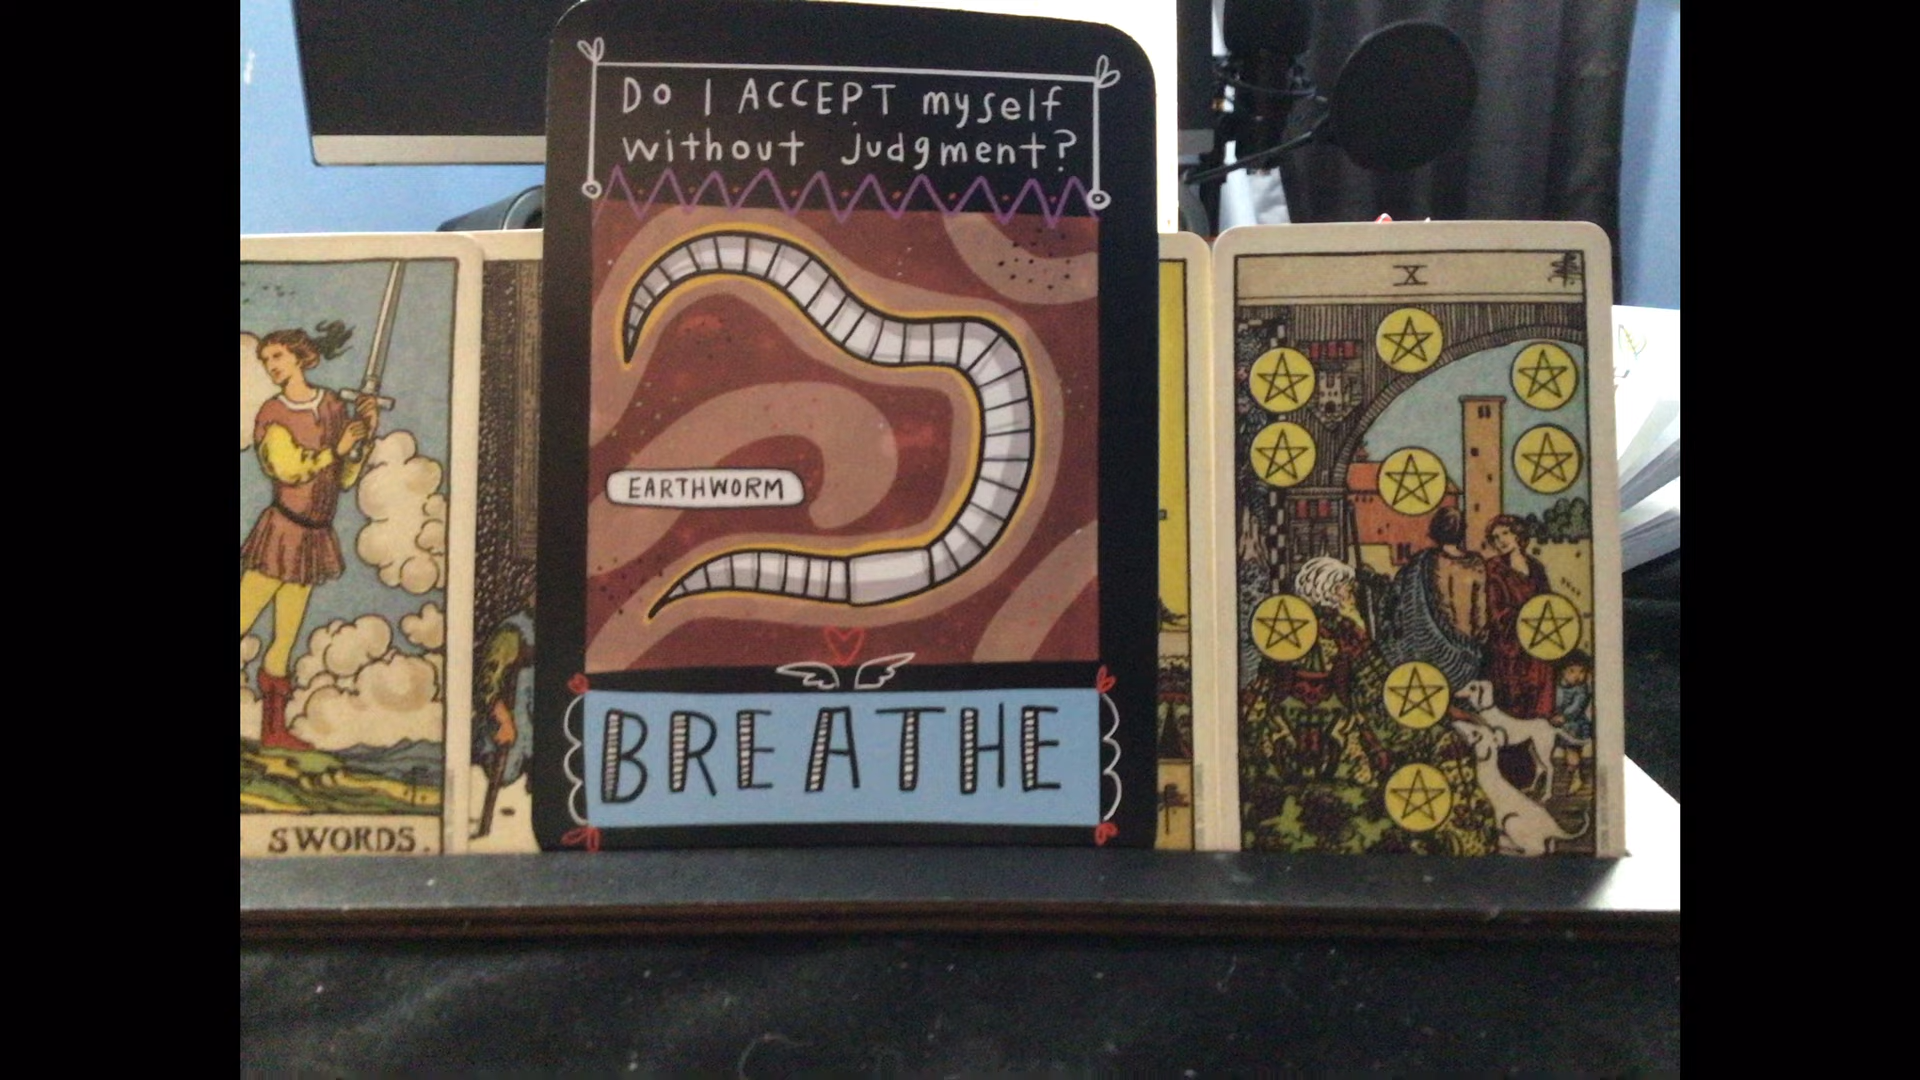 Do I ACCEPT myself
without judgment?
EARTHWORM
BREATHE
SWORDS.
X